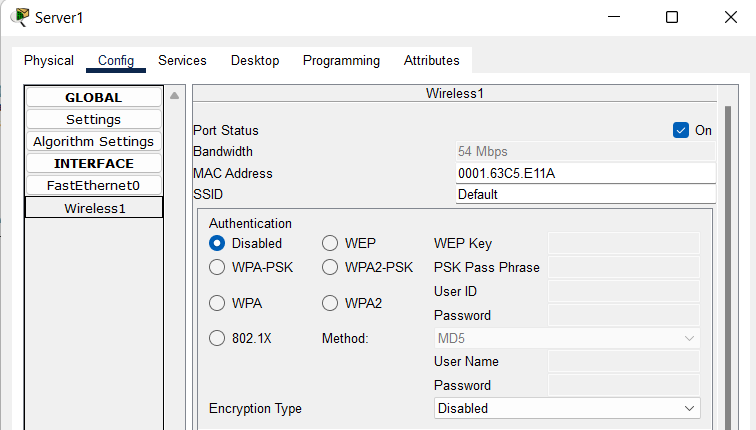 Server1
Physical Config Services Desktop Programming Attributes
GLOBAL
Settings
Algorithm Settings
INTERFACE
FastEthernet0
Wireless1
Wireless1
Port Status On
Bandwidth 54 Mbps
MAC Address 0001.63C5.E11A
SSID Default
Authentication
Disabled WEP WEP Key
WPA-PSK WPA2-PSK PSK Pass Phrase
User ID
WPA WPA2
Password
802.1X Method: MD5
User Name
Password
Encryption Type Disabled